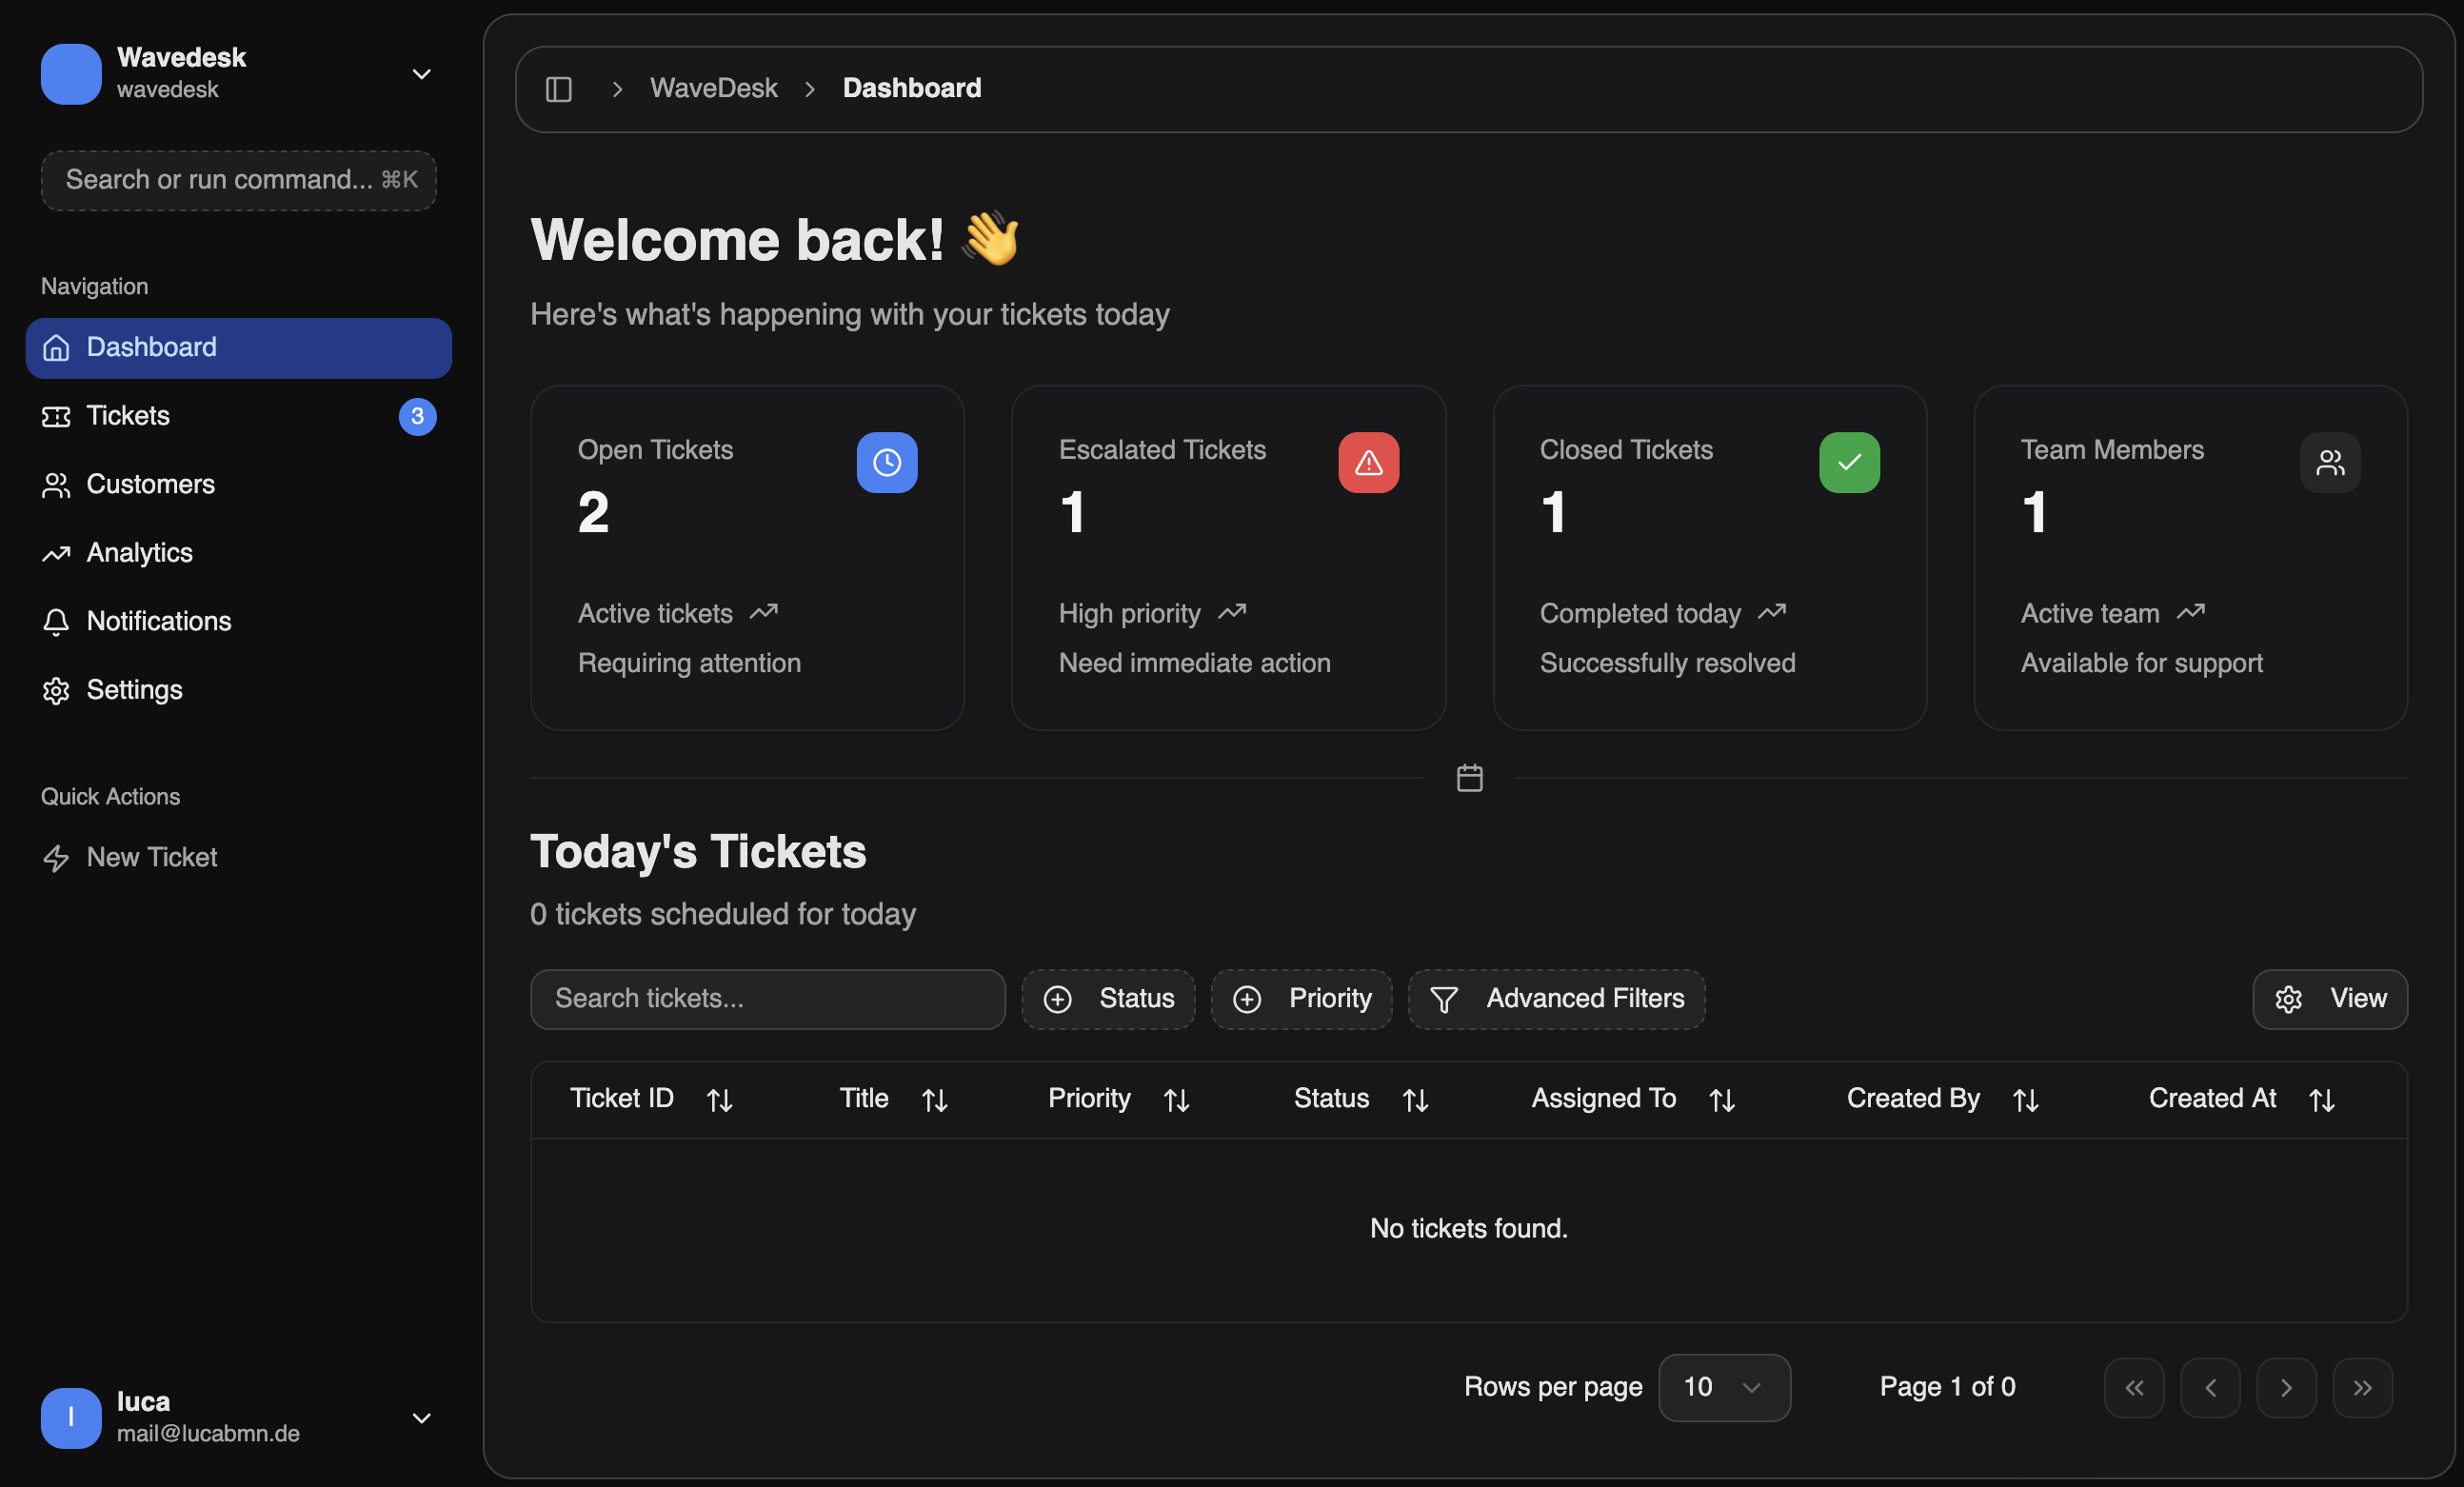 Wavedesk
wavedesk
Search or run command... ⌘K
Navigation
Dashboard
Tickets 3
Customers
Analytics
Notifications
Settings
Quick Actions
New Ticket
l luca
mail@lucabmn.de
WaveDesk Dashboard
Welcome back! 👋
Here's what's happening with your tickets today
Open Tickets
2
Active tickets
Requiring attention
Escalated Tickets
1
High priority
Need immediate action
Closed Tickets
1
Completed today
Successfully resolved
Team Members
1
Active team
Available for support
Today's Tickets
0 tickets scheduled for today
Search tickets... Status Priority Advanced Filters View
Ticket ID Title Priority Status Assigned To Created By Created At
No tickets found.
Rows per page 10 Page 1 of 0